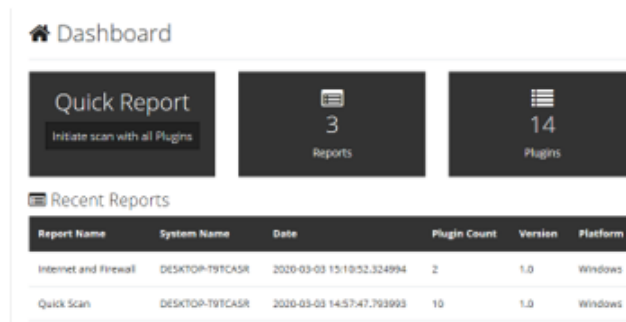 Dashboard
Quick Report
Initiate scan with all Plugins
3
Reports
14
Plugins
Recent Reports
Report Name System Name Date Plugin Count Version Platform
Internet and Firewall DESKTOP-T9TCASR 2020-03-03 15:10:52.324994 2 1.0 Windows
Quick Scan DESKTOP-T9TCASR 2020-03-03 14:57:47.793993 10 1.0 Windows